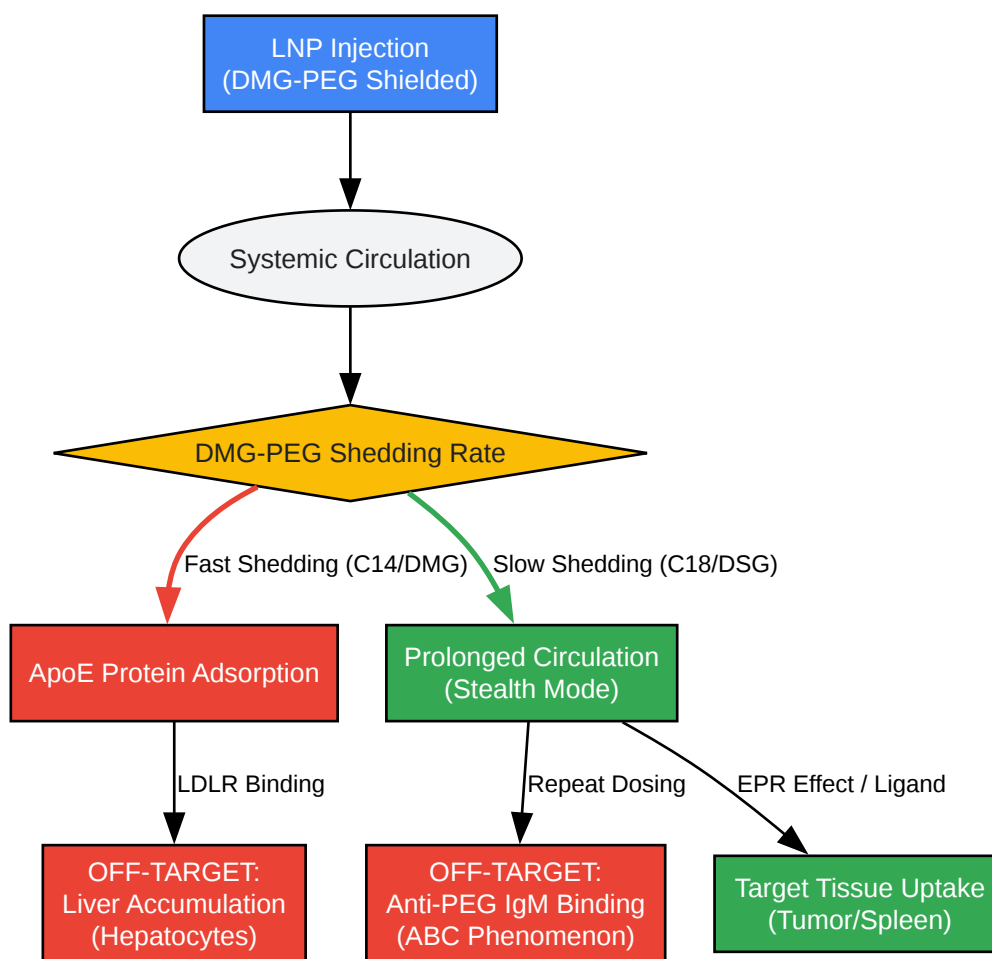 LNP Injection
(DMG-PEG Shielded)
Systemic Circulation
DMG-PEG Shedding Rate
Fast Shedding (C14/DMG)
Slow Shedding (C18/DSG)
ApoE Protein Adsorption
Prolonged Circulation
(Stealth Mode)
LDLR Binding
Repeat Dosing
EPR Effect / Ligand
OFF-TARGET:
Liver Accumulation
(Hepatocytes)
OFF-TARGET:
Anti-PEG IgM Binding
(ABC Phenomenon)
Target Tissue Uptake
(Tumor/Spleen)